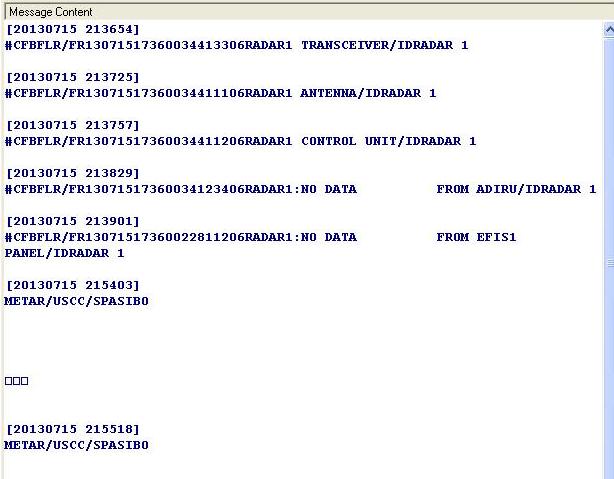 Message Content
[20130715 213654]
#CFBFLR/FR13071517360034413306RADAR1 TRANSCEIVER/IDRADAR 1
[20130715 213725]
#CFBFLR/FR13071517360034411106RADAR1 ANTENNA/IDRADAR 1
[20130715 213757]
#CFBFLR/FR13071517360034411206RADAR1 CONTROL UNIT/IDRADAR 1
[20130715 213829]
#CFBFLR/FR13071517360034123406RADAR1:NO DATA          FROM ADIRU/IDRADAR 1
[20130715 213901]
#CFBFLR/FR13071517360022811206RADAR1:NO DATA          FROM EFIS1
PANEL/IDRADAR 1
[20130715 215403]
METAR/USCC/SPASIBO
□□□
[20130715 215518]
METAR/USCC/SPASIBO